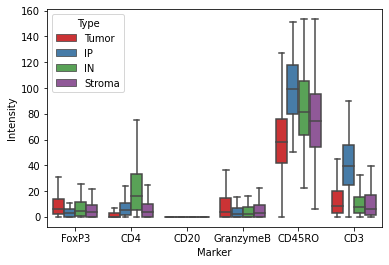 Type
Tumor
IP
IN
Stroma
160
140
120
100
80
60
40
20
0
Intensity
FoxP3 CD4 CD20 GranzymeB CD45RO CD3
Marker